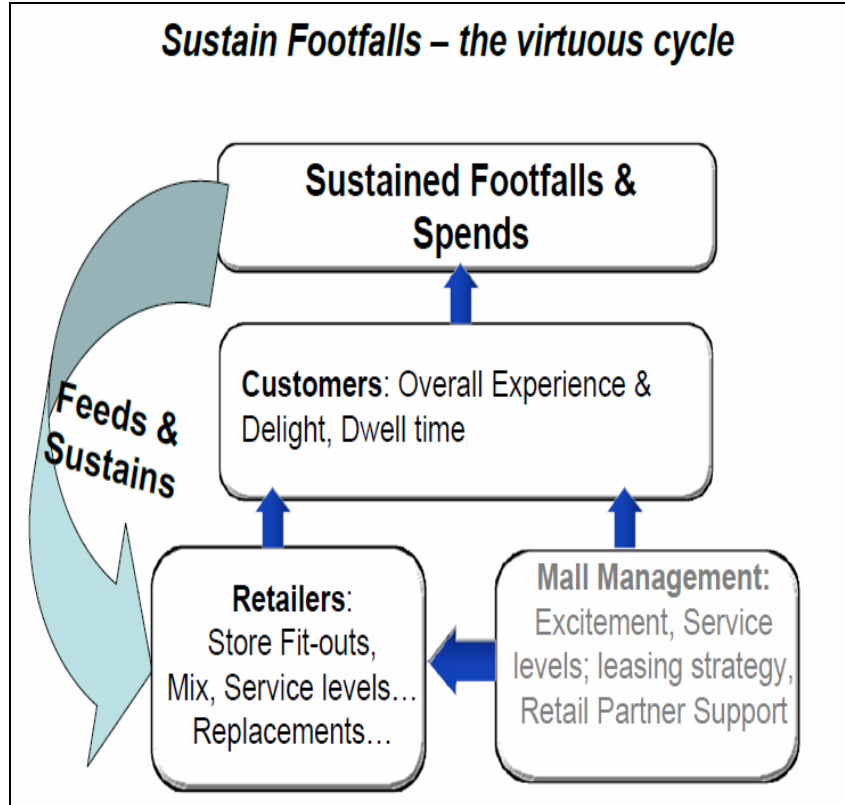 Sustain Footfalls – the virtuous cycle
Sustained Footfalls &
Spends
Customers: Overall Experience &
Delight, Dwell time
Feeds &
Sustains
Retailers:
Store Fit-outs,
Mix, Service levels…
Replacements…
Mall Management:
Excitement, Service
levels; leasing strategy,
Retail Partner Support